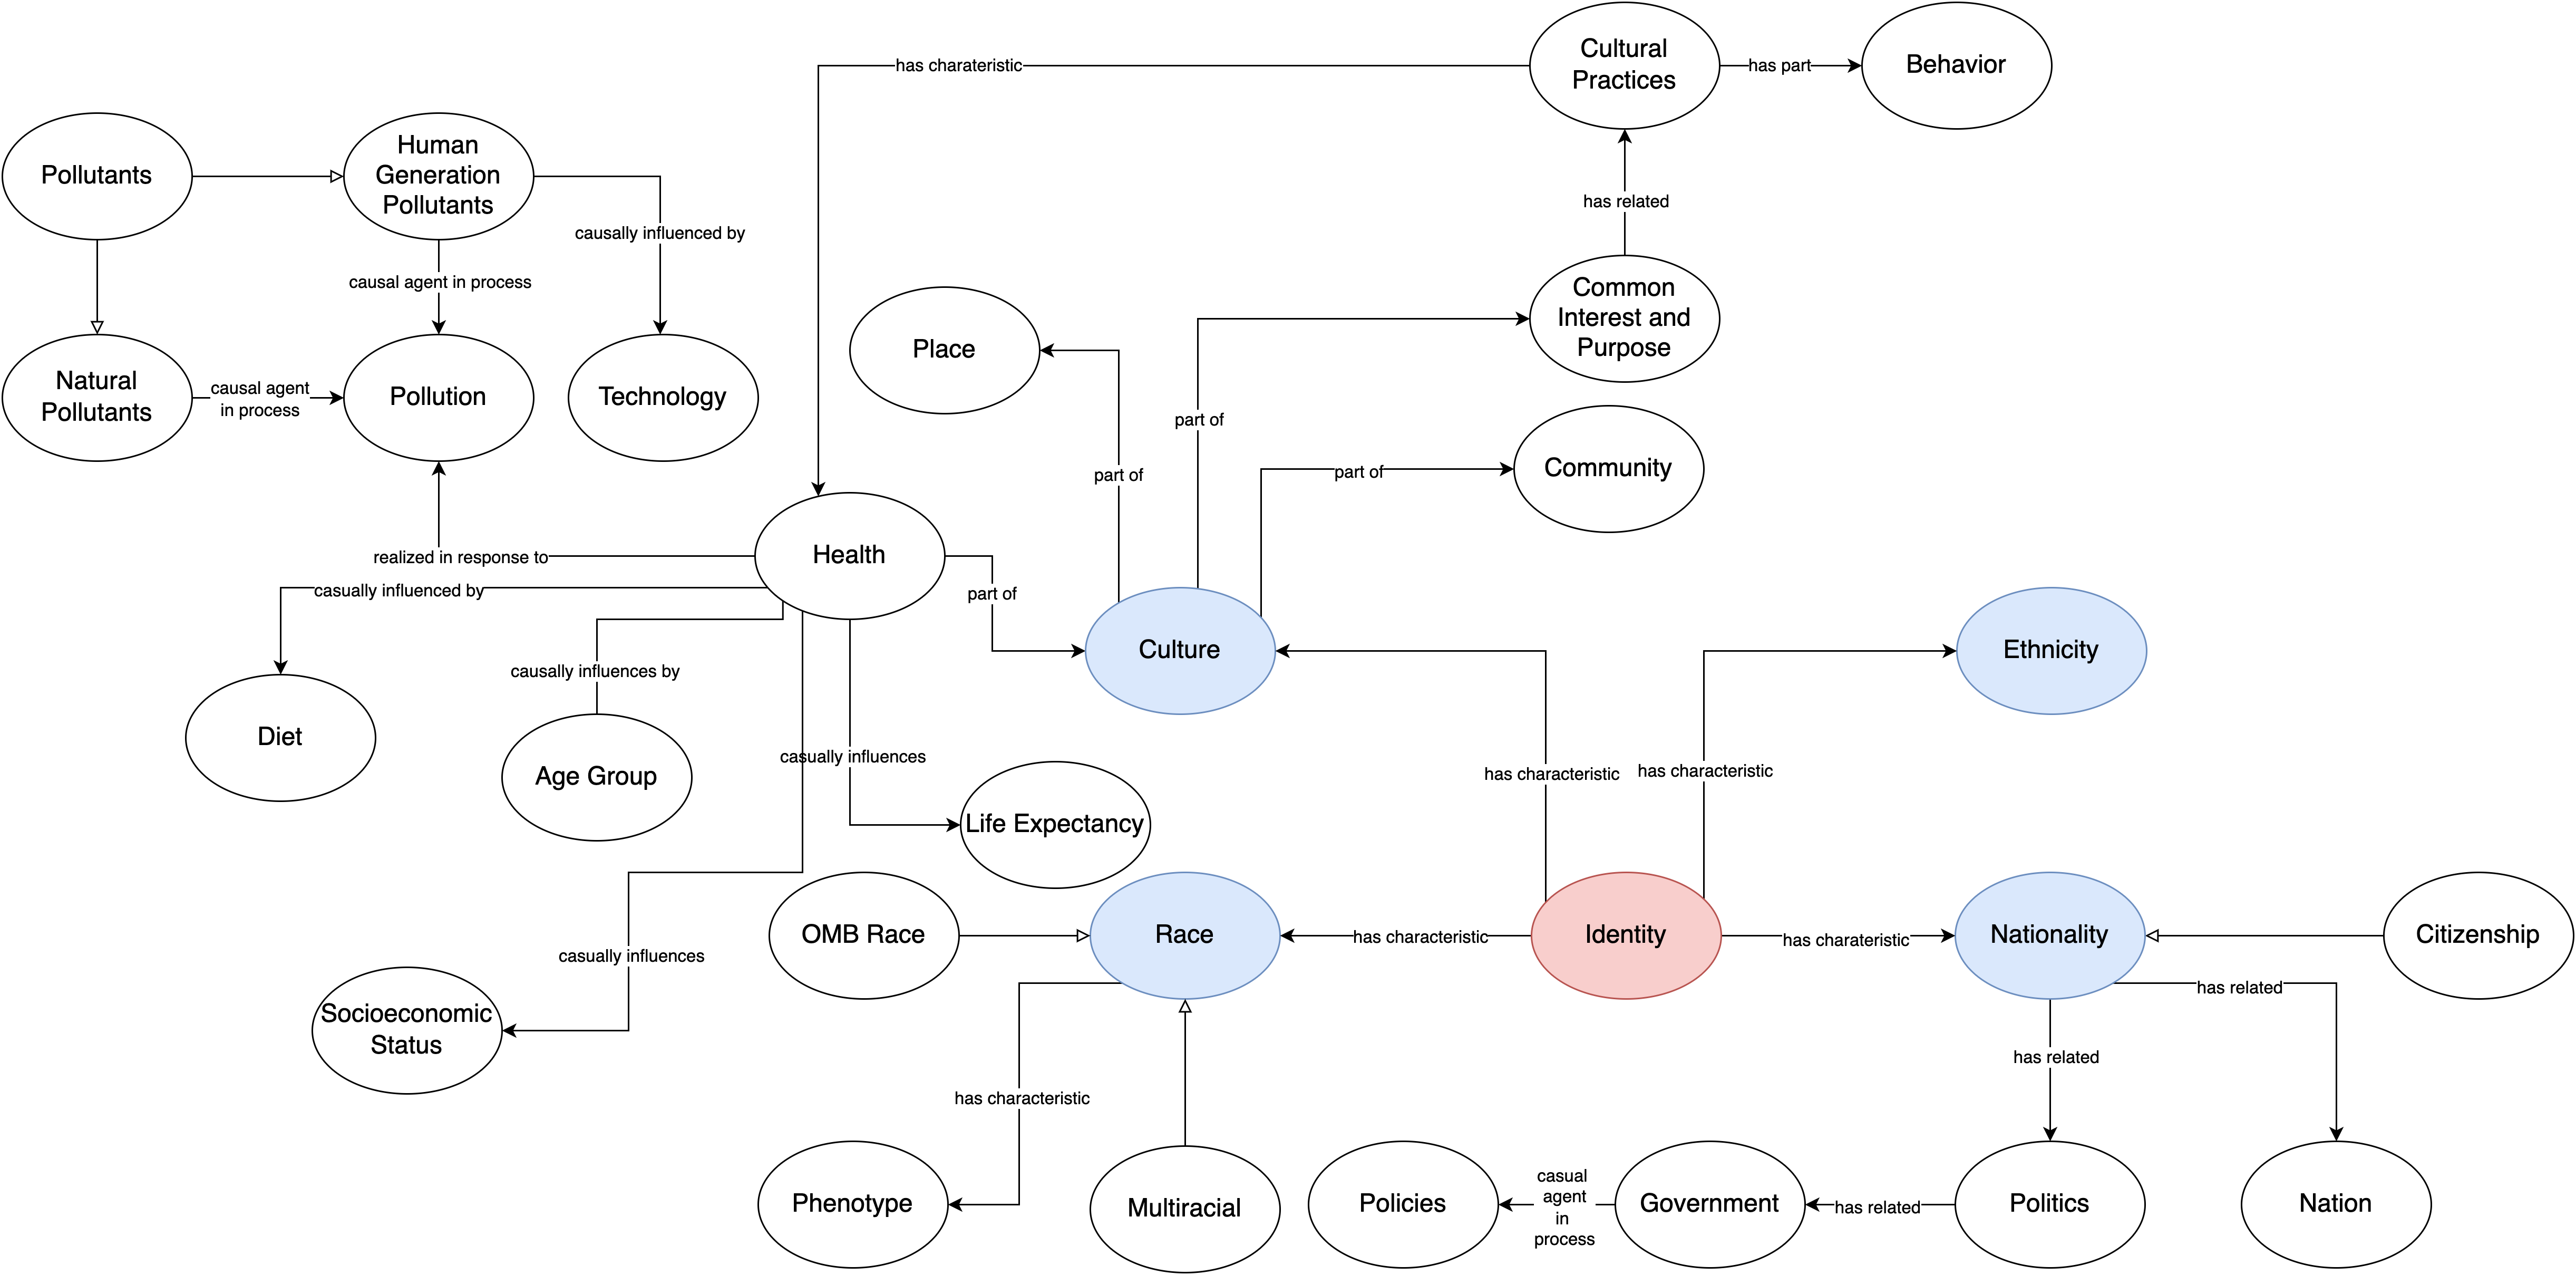 Cultural
Practices
has charateristic
has part
Behavior
Pollutants
Human
Generation
Pollutants
causally influenced by
has related
causal agent in process
Common
Interest and
Purpose
Place
Natural
Pollutants
causal agent
in process
Pollution
Technology
part of
Community
part of
part of
Health
realized in response to
casually influenced by
part of
Culture
Ethnicity
causally influences by
Diet
Age Group
casually influences
has characteristic
has characteristic
Life Expectancy
OMB Race
Race
has characteristic
Identity
has charateristic
Nationality
Citizenship
casually influences
has related
Socioeconomic
Status
has related
has characteristic
Phenotype
Multiracial
Policies
casual
agent
in
process
Government
has related
Politics
Nation